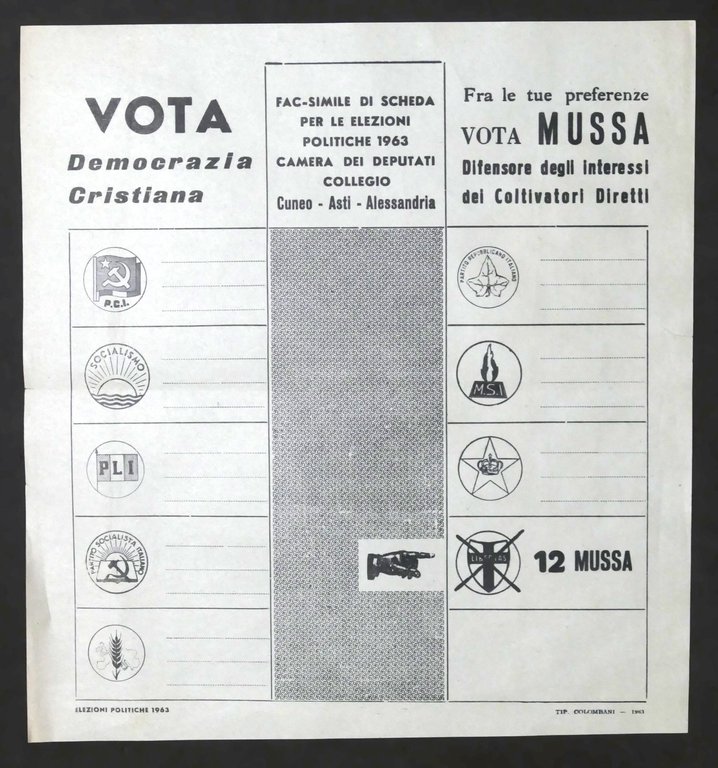 VOTA
Democrazia
Cristiana
FAC-SIMILE DI SCHEDA
PER LE ELEZIONI
POLITICHE 1963
CAMERA DEI DEPUTATI
COLLEGIO
Cuneo - Asti - Alessandria
Fra le tue preferenze
VOTA MUSSA
Difensore degli interessi
dei Coltivatori Diretti
P.C.I.
SOCIALISMO
PLI
PARTITO SOCIALISTA ITALIANO
PARTITO REPUBBLICANO ITALIANO
M.S.I
LIBERTAS
12 MUSSA
ELEZIONI POLITICHE 1963
TIP. COLOMBANI — 1963